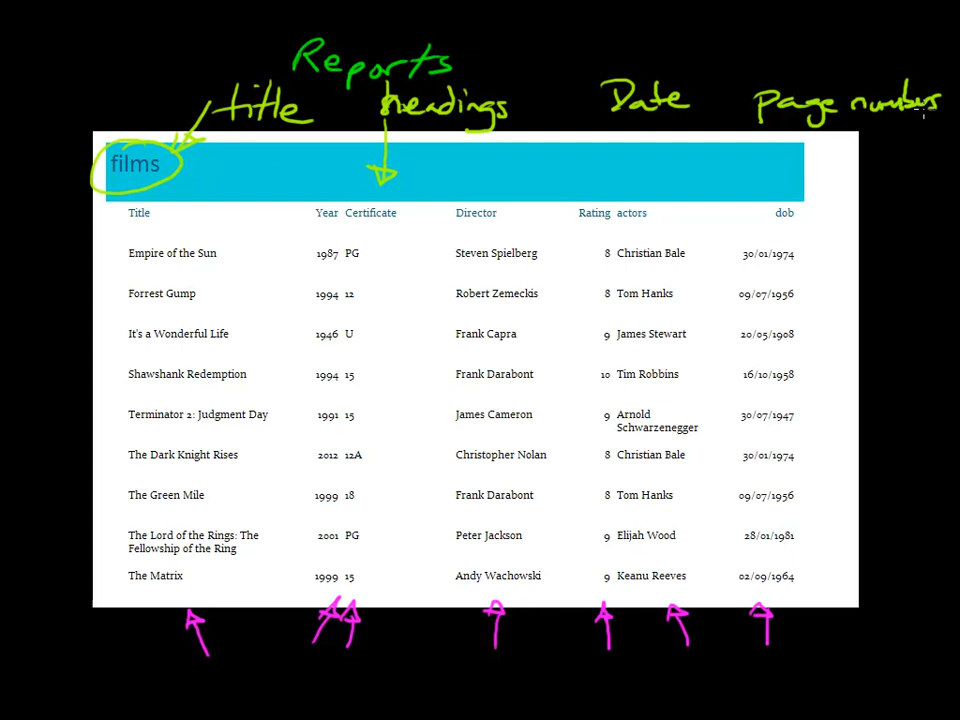 Reports
title headings Date page numbers
films
Title Year Certificate Director Rating actors dob
Empire of the Sun 1987 PG Steven Spielberg 8 Christian Bale 30/01/1974
Forrest Gump 1994 12 Robert Zemeckis 8 Tom Hanks 09/07/1956
It's a Wonderful Life 1946 U Frank Capra 9 James Stewart 20/05/1908
Shawshank Redemption 1994 15 Frank Darabont 10 Tim Robbins 16/10/1958
Terminator 2: Judgment Day 1991 15 James Cameron 9 Arnold 30/07/1947
Schwarzenegger
The Dark Knight Rises 2012 12A Christopher Nolan 8 Christian Bale 30/01/1974
The Green Mile 1999 18 Frank Darabont 8 Tom Hanks 09/07/1956
The Lord of the Rings: The 2001 PG Peter Jackson 9 Elijah Wood 28/01/1981
Fellowship of the Ring
The Matrix 1999 15 Andy Wachowski 9 Keanu Reeves 02/09/1964